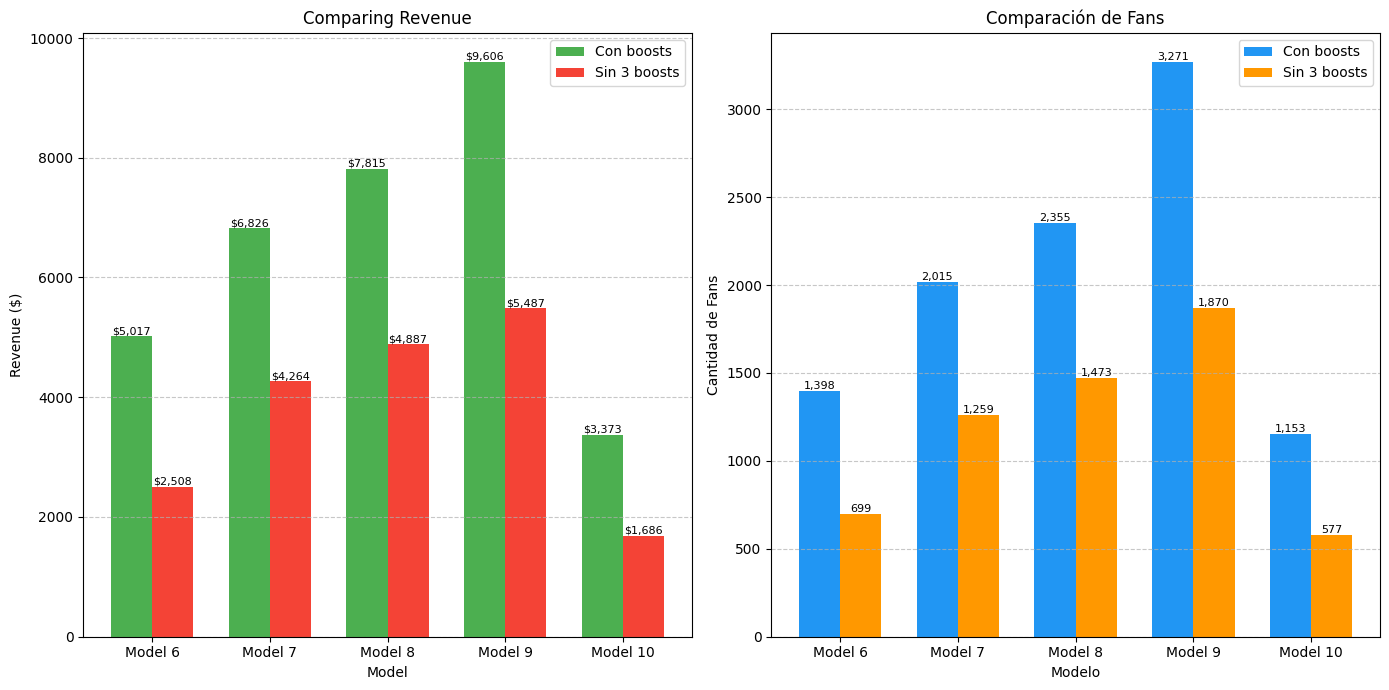 Comparing Revenue
Con boosts
Sin 3 boosts
Revenue ($)
10000
8000
6000
4000
2000
0
$5,017
$2,508
$6,826
$4,264
$7,815
$4,887
$9,606
$5,487
$3,373
$1,686
Model 6
Model 7
Model 8
Model 9
Model 10
Model
Comparación de Fans
Con boosts
Sin 3 boosts
Cantidad de Fans
3000
2500
2000
1500
1000
500
0
1,398
699
2,015
1,259
2,355
1,473
3,271
1,870
1,153
577
Model 6
Model 7
Model 8
Model 9
Model 10
Modelo